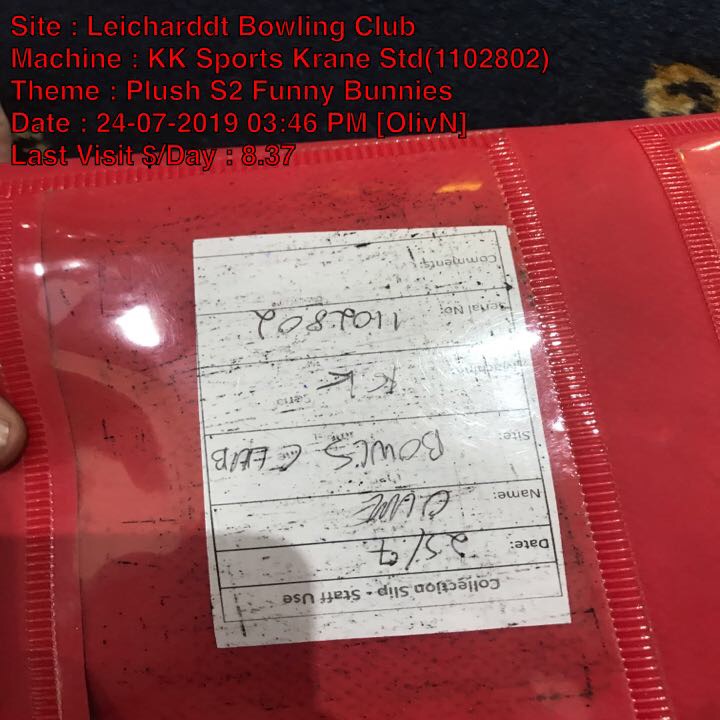 Site : Leicharddt Bowling Club
Machine : KK Sports Krane Std(1102802)
Theme : Plush S2 Funny Bunnies
Date : 24-07-2019 03:46 PM [OlivN]
Last Visit $/Day : 8.37
Collection Slip - Staff Use
Date: 25/7
Name:
Site: BOWLS CLUB
KK
Serial No: 1102802
Comments: